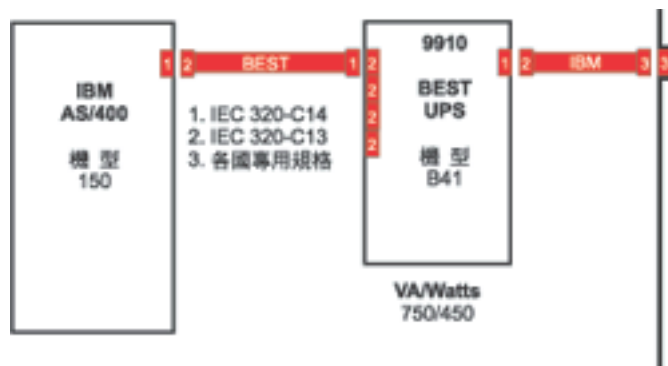 IBM
AS/400
機 型
150
1 2 BEST 1 2
2
2
2
1. IEC 320-C14
2. IEC 320-C13
3. 各國專用規格
9910
BEST
UPS
機 型
B41
1 2 IBM 3 3
VA/Watts
750/450